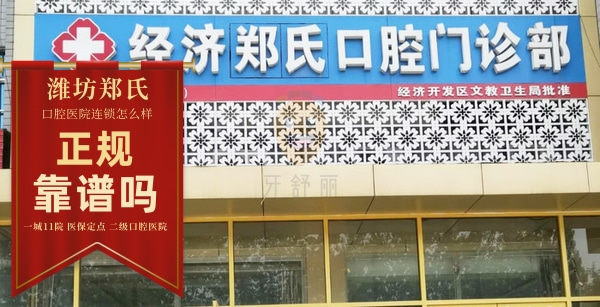 经济郑氏口腔门诊部
)
经济开发区文教卫生局批准
潍坊郑氏
口腔医院连锁怎么样
正规
靠谱吗
一城11院 医保定点 二级口腔医院
牙舒丽